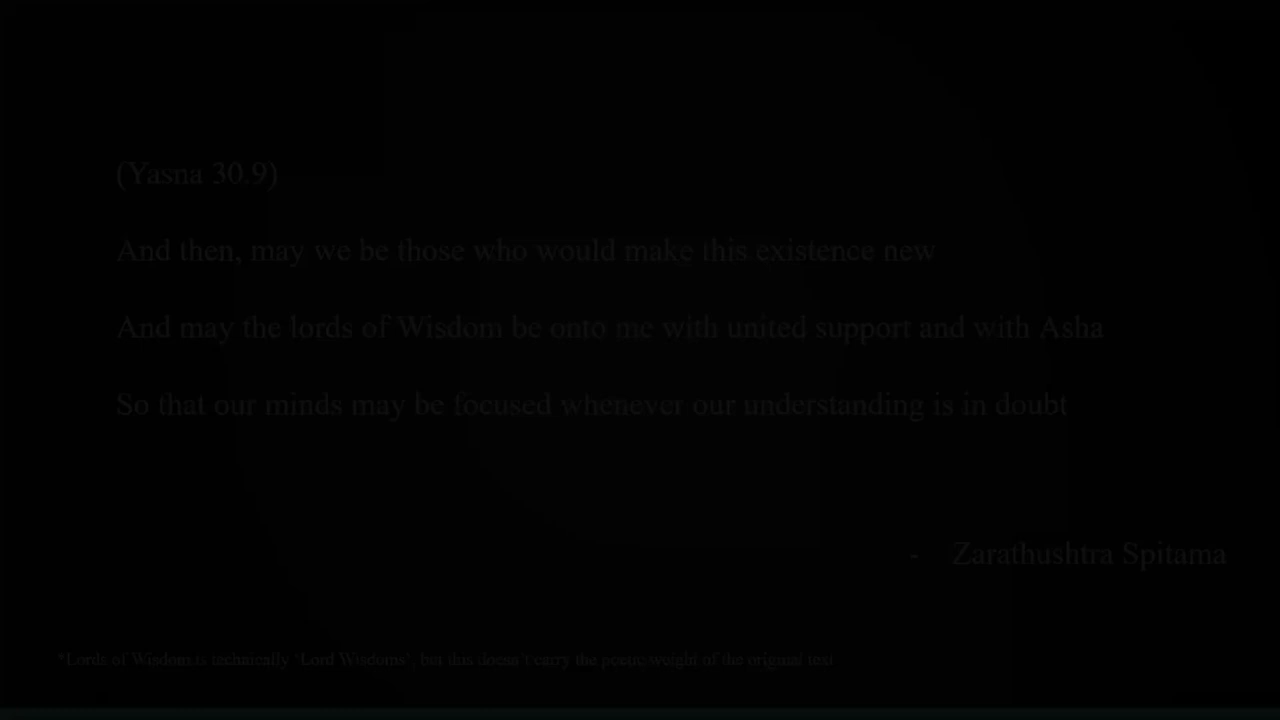 (Yasna 30.9)
And then, may we be those who would make this existence new
And may the lords of Wisdom be onto me with united support and with Asha
So that our minds may be focused whenever our understanding is in doubt
- Zarathushtra Spitama
*Lords of Wisdom is technically 'Lord Wisdoms', but this doesn't carry the poetic weight of the original text